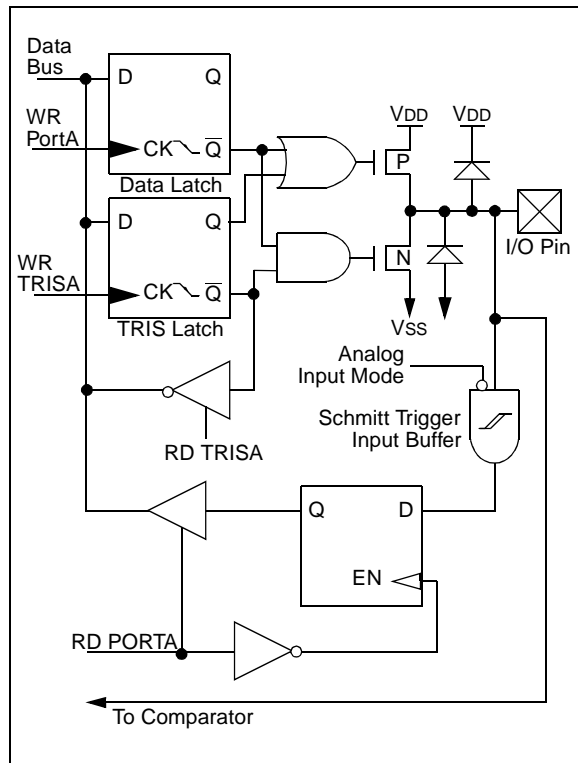 Data
Bus
D Q
VDD VDD
WR
PortA
CK Q
P
Data Latch
D Q
I/O Pin
WR
TRISA
N
CK Q
TRIS Latch
VSS
Analog
Input Mode
Schmitt Trigger
Input Buffer
RD TRISA
Q D
EN
RD PORTA
To Comparator